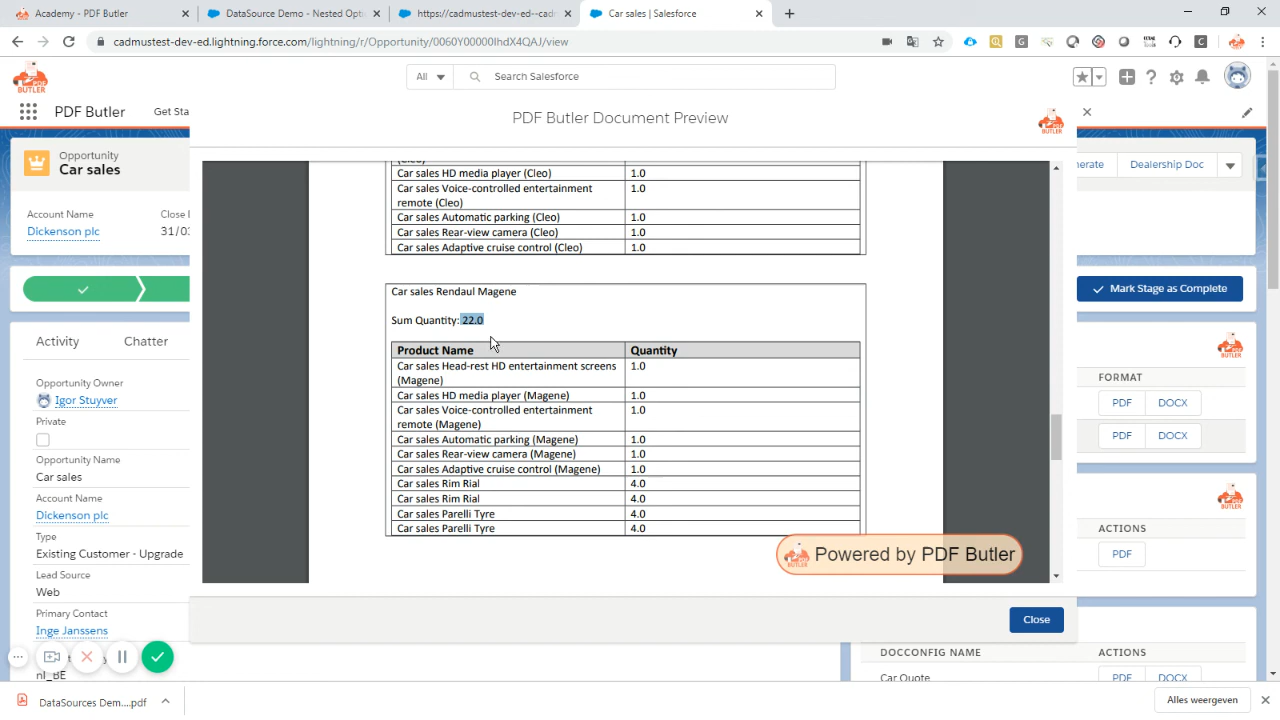 Academy - PDF Butler
DataSource Demo - Nested Opti
https://cadmustest-dev-ed--cadm
Car sales | Salesforce
cadmustest-dev-ed.lightning.force.com/lightning/r/Opportunity/0060Y00000IhdX4QAJ/view
BUTLER
All
Search Salesforce
PDF Butler
Get Sta
PDF Butler Document Preview
BUTLER
Opportunity
Car sales
Account Name
Close
Dickenson plc
31/0
nerate
Dealership Doc
Car sales HD media player (Cleo)
1.0
Car sales Voice-controlled entertainment
remote (Cleo)
1.0
Car sales Automatic parking (Cleo)
1.0
Car sales Rear-view camera (Cleo)
1.0
Car sales Adaptive cruise control (Cleo)
1.0
Mark Stage as Complete
Car sales Rendaul Magene
Sum Quantity: 22.0
Product Name
Quantity
Car sales Head-rest HD entertainment screens
(Magene)
1.0
Car sales HD media player (Magene)
1.0
Car sales Voice-controlled entertainment
remote (Magene)
1.0
Car sales Automatic parking (Magene)
1.0
Car sales Rear-view camera (Magene)
1.0
Car sales Adaptive cruise control (Magene)
1.0
Car sales Rim Rial
4.0
Car sales Rim Rial
4.0
Car sales Parelli Tyre
4.0
Car sales Parelli Tyre
4.0
Powered by PDF Butler
Close
Activity
Chatter
Opportunity Owner
Igor Stuyver
Private
Opportunity Name
Car sales
Account Name
Dickenson plc
Type
Existing Customer - Upgrade
Lead Source
Web
Primary Contact
Inge Janssens
nl_BE
BUTLER
FORMAT
PDF
DOCX
PDF
DOCX
BUTLER
ACTIONS
PDF
DOCCONFIG NAME
ACTIONS
Car Quote
PDF
DOCX
DataSources Dem....pdf
Alles weergeven